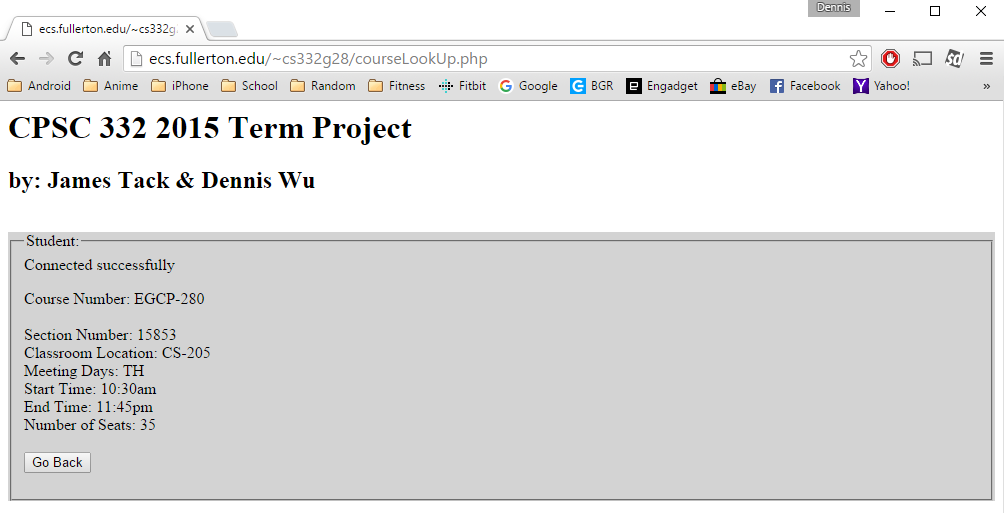 Dennis
ecs.fullerton.edu/~cs332g
ecs.fullerton.edu/~cs332g28/courseLookUp.php
Android Anime iPhone School Random Fitness Fitbit Google BGR Engadget eBay Facebook Yahoo! »
CPSC 332 2015 Term Project
by: James Tack & Dennis Wu
Student:
Connected successfully
Course Number: EGCP-280
Section Number: 15853
Classroom Location: CS-205
Meeting Days: TH
Start Time: 10:30am
End Time: 11:45pm
Number of Seats: 35
Go Back